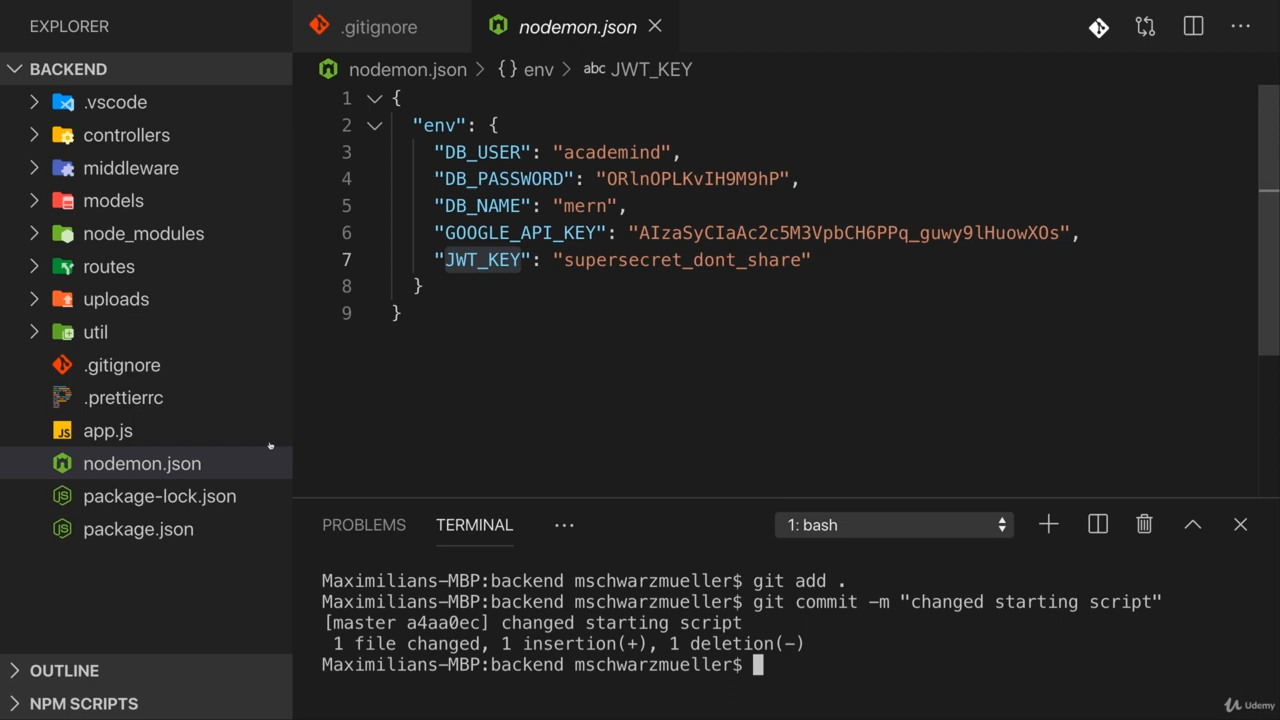 EXPLORER
.gitignore
nodemon.json
BACKEND
nodemon.json > {} env > abc JWT_KEY
.vscode
controllers
middleware
models
node_modules
routes
uploads
util
.gitignore
.prettierrc
app.js
nodemon.json
package-lock.json
package.json
1 {
2 "env": {
3 "DB_USER": "academind",
4 "DB_PASSWORD": "ORlnOPLKvIH9M9hP",
5 "DB_NAME": "mern",
6 "GOOGLE_API_KEY": "AIzaSyCIaAc2c5M3VpbCH6PPq_guwy9lHuowXOs",
7 "JWT_KEY": "supersecret_dont_share"
8 }
9 }
PROBLEMS TERMINAL ... 1: bash
Maximilians-MBP:backend mschwarzmueller$ git add .
Maximilians-MBP:backend mschwarzmueller$ git commit -m "changed starting script"
[master a4aa0ec] changed starting script
1 file changed, 1 insertion(+), 1 deletion(-)
Maximilians-MBP:backend mschwarzmueller$
OUTLINE
NPM SCRIPTS
Udemy